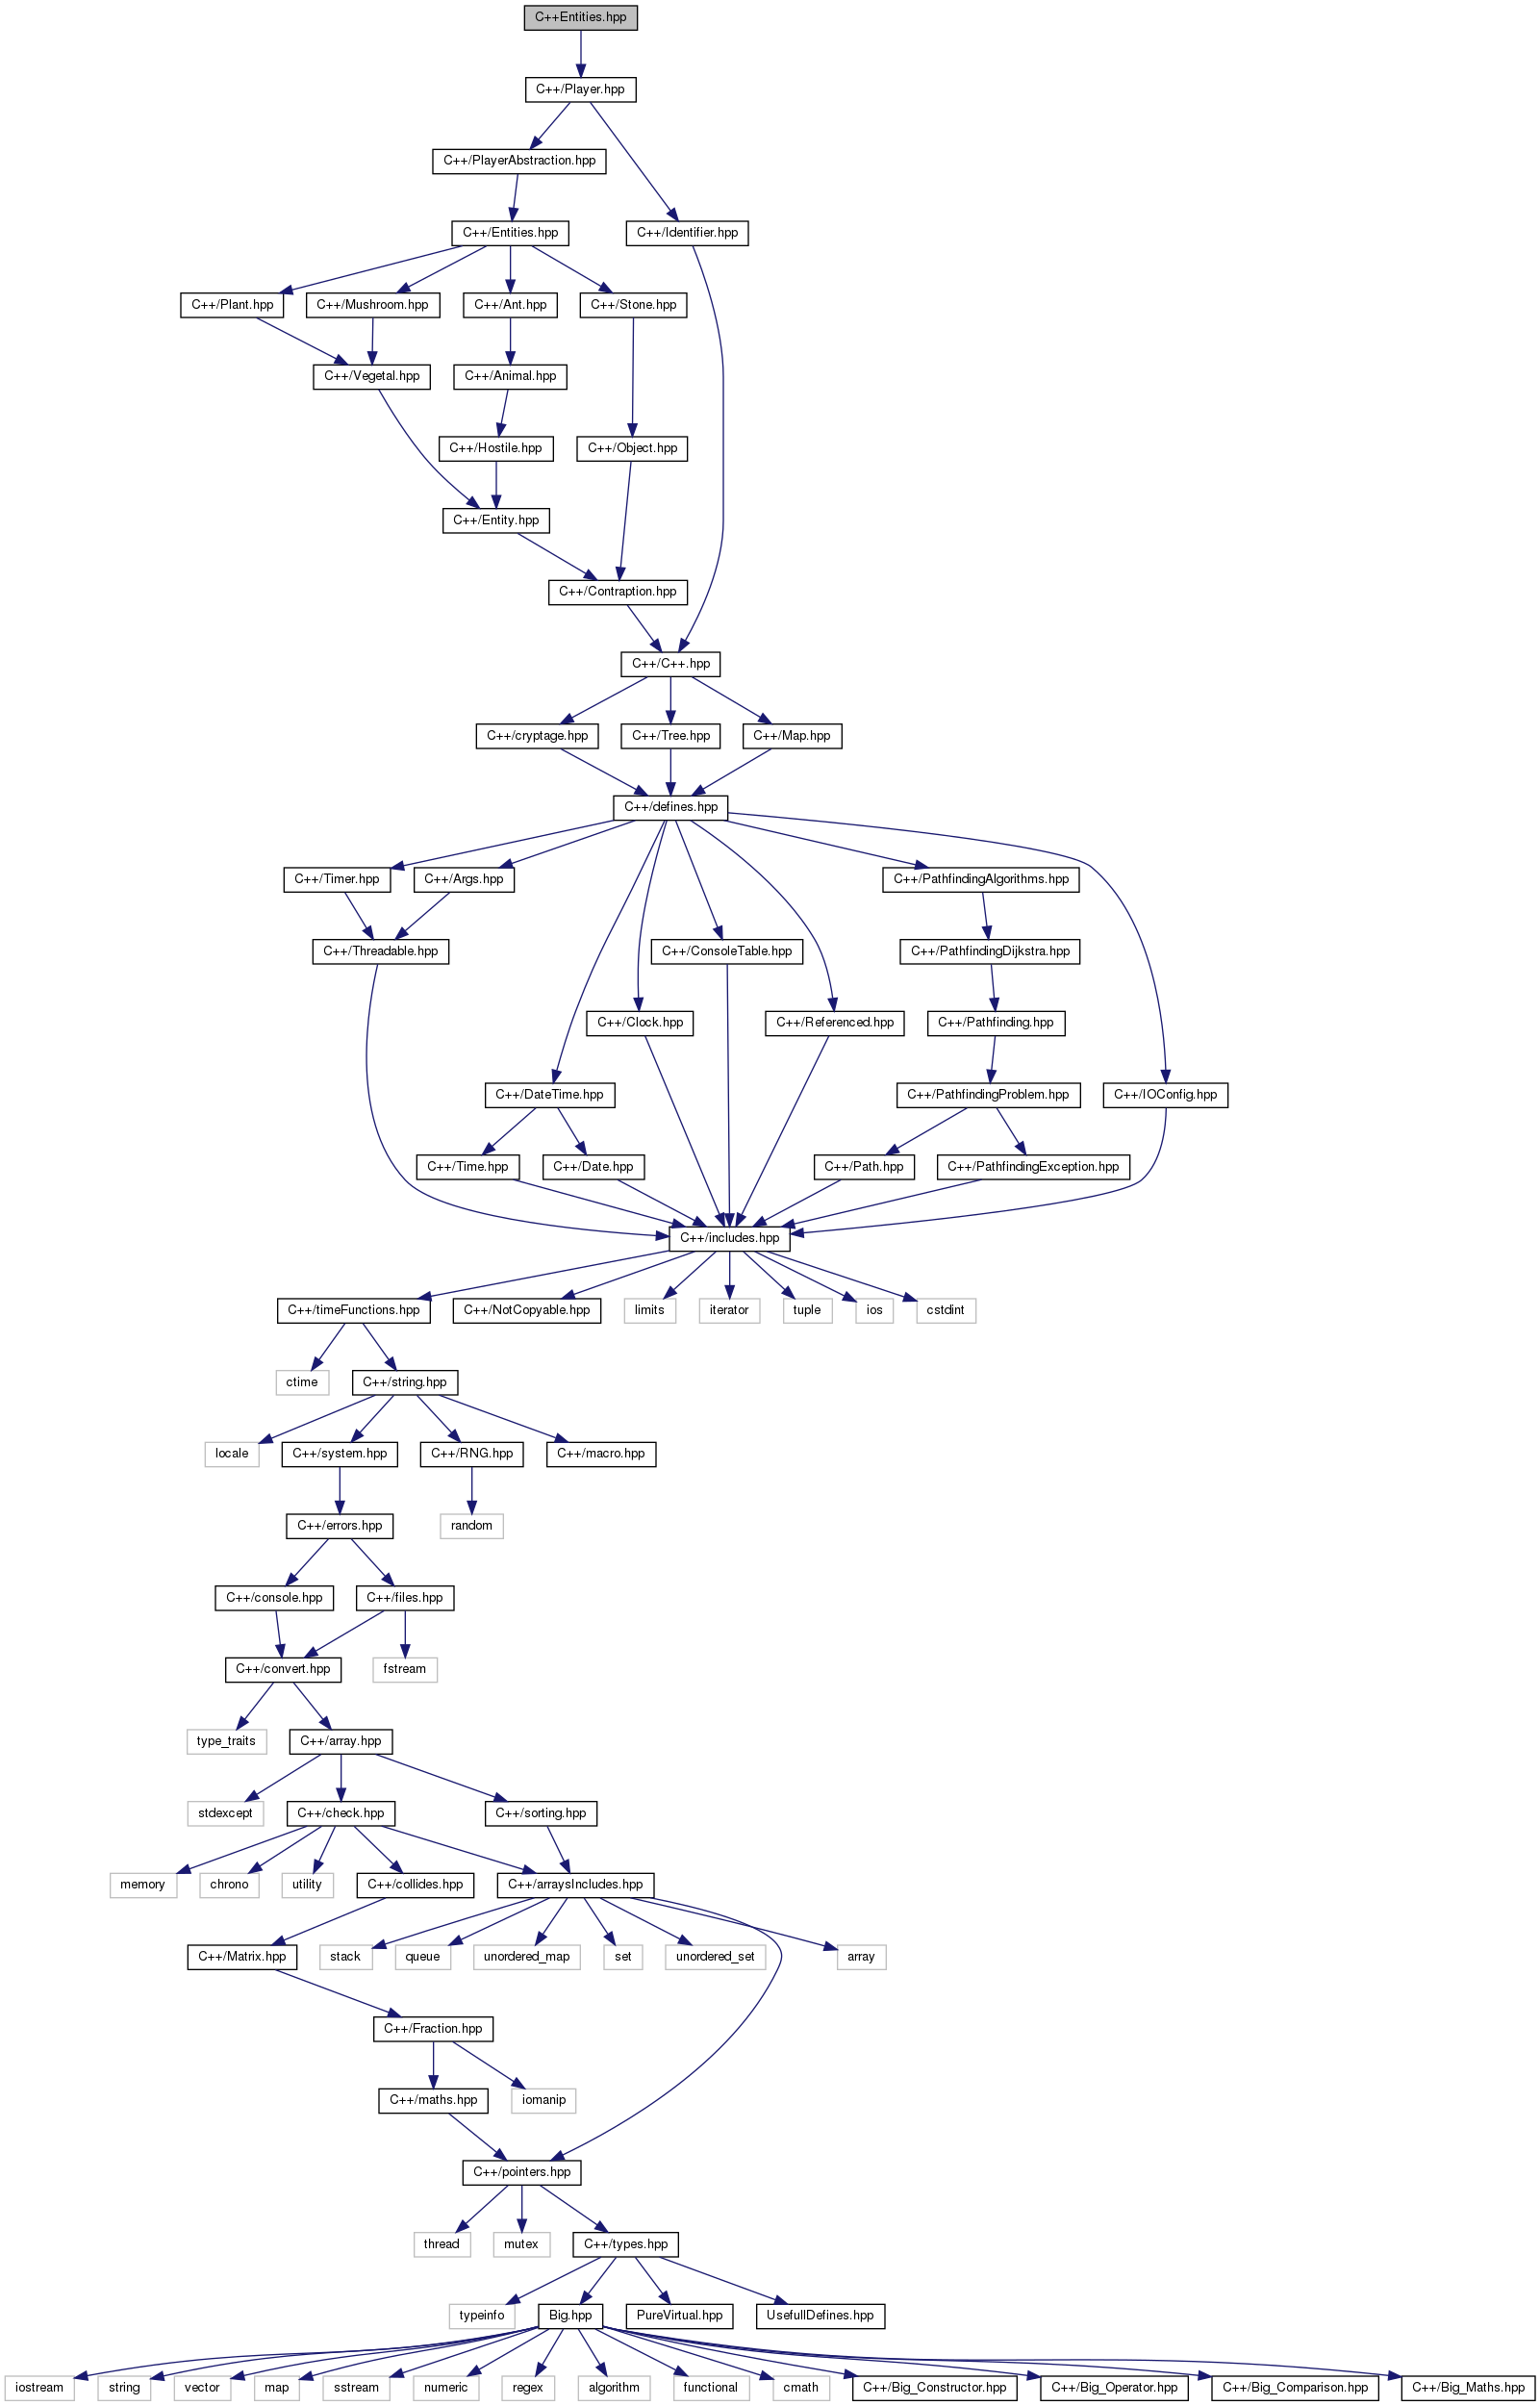 C++Entities.hpp
C++/Player.hpp
C++/PlayerAbstraction.hpp
C++/Entities.hpp
C++/Identifier.hpp
C++/Plant.hpp
C++/Mushroom.hpp
C++/Ant.hpp
C++/Stone.hpp
C++/Vegetal.hpp
C++/Animal.hpp
C++/Hostile.hpp
C++/Object.hpp
C++/Entity.hpp
C++/Contraption.hpp
C++/C++.hpp
C++/cryptage.hpp
C++/Tree.hpp
C++/Map.hpp
C++/defines.hpp
C++/Timer.hpp
C++/Args.hpp
C++/PathfindingAlgorithms.hpp
C++/Threadable.hpp
C++/ConsoleTable.hpp
C++/PathfindingDijkstra.hpp
C++/Clock.hpp
C++/Referenced.hpp
C++/Pathfinding.hpp
C++/DateTime.hpp
C++/PathfindingProblem.hpp
C++/IOConfig.hpp
C++/Time.hpp
C++/Date.hpp
C++/Path.hpp
C++/PathfindingException.hpp
C++/includes.hpp
C++/timeFunctions.hpp
C++/NotCopyable.hpp
limits
iterator
tuple
ios
cstdint
ctime
C++/string.hpp
locale
C++/system.hpp
C++/RNG.hpp
C++/macro.hpp
C++/errors.hpp
random
C++/console.hpp
C++/files.hpp
C++/convert.hpp
fstream
type_traits
C++/array.hpp
stdexcept
C++/check.hpp
C++/sorting.hpp
memory
chrono
utility
C++/collides.hpp
C++/arraysIncludes.hpp
C++/Matrix.hpp
stack
queue
unordered_map
set
unordered_set
array
C++/Fraction.hpp
C++/maths.hpp
iomanip
C++/pointers.hpp
thread
mutex
C++/types.hpp
typeinfo
Big.hpp
PureVirtual.hpp
UsefullDefines.hpp
iostream
string
vector
map
sstream
numeric
regex
algorithm
functional
cmath
C++/Big_Constructor.hpp
C++/Big_Operator.hpp
C++/Big_Comparison.hpp
C++/Big_Maths.hpp